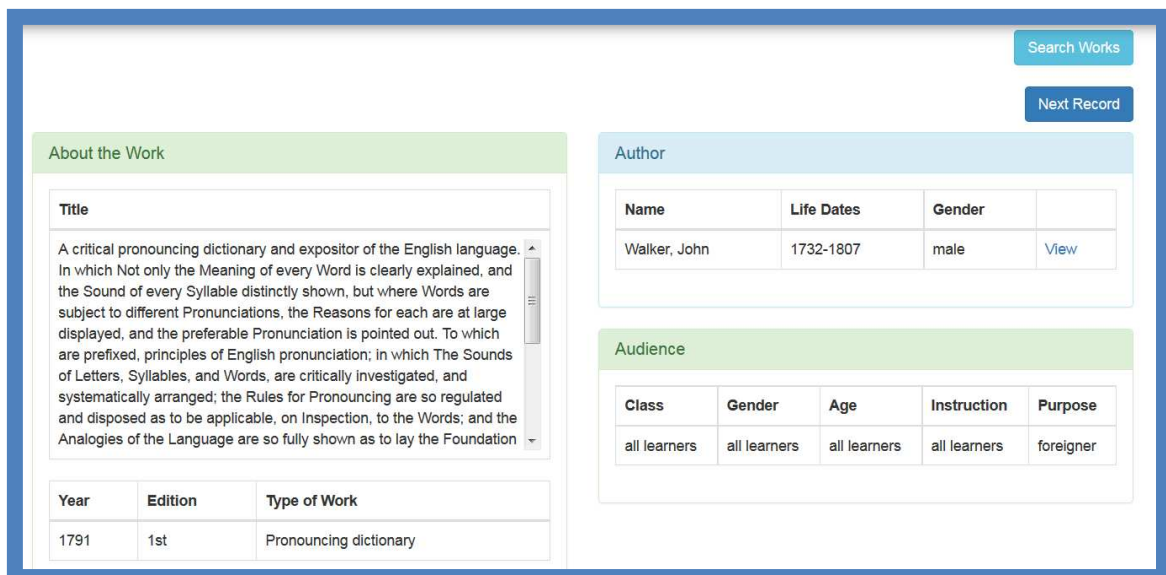 Search Works
Next Record
About the Work
Title
A critical pronouncing dictionary and expositor of the English language.
In which Not only the Meaning of every Word is clearly explained, and
the Sound of every Syllable distinctly shown, but where Words are
subject to different Pronunciations, the Reasons for each are at large
displayed, and the preferable Pronunciation is pointed out. To which
are prefixed, principles of English pronunciation; in which The Sounds
of Letters, Syllables, and Words, are critically investigated, and
systematically arranged; the Rules for Pronouncing are so regulated
and disposed as to be applicable, on Inspection, to the Words; and the
Analogies of the Language are so fully shown as to lay the Foundation
Year Edition Type of Work
1791 1st Pronouncing dictionary
Author
Name Life Dates Gender
Walker, John 1732-1807 male View
Audience
Class Gender Age Instruction Purpose
all learners all learners all learners all learners foreigner